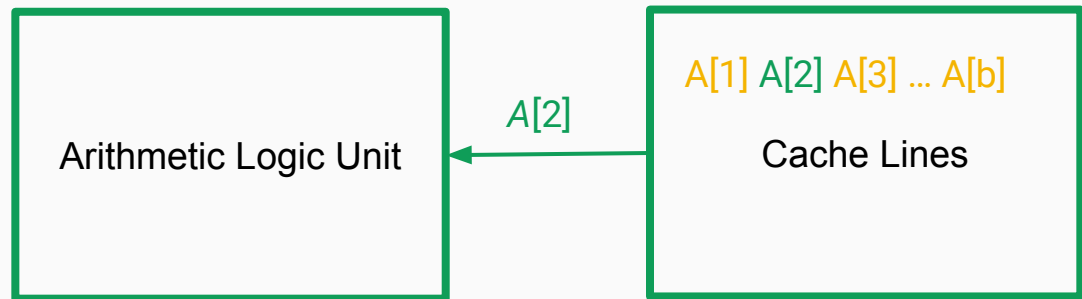 A[1] A[2] A[3] ... A[b]
A[2]
Arithmetic Logic Unit
Cache Lines